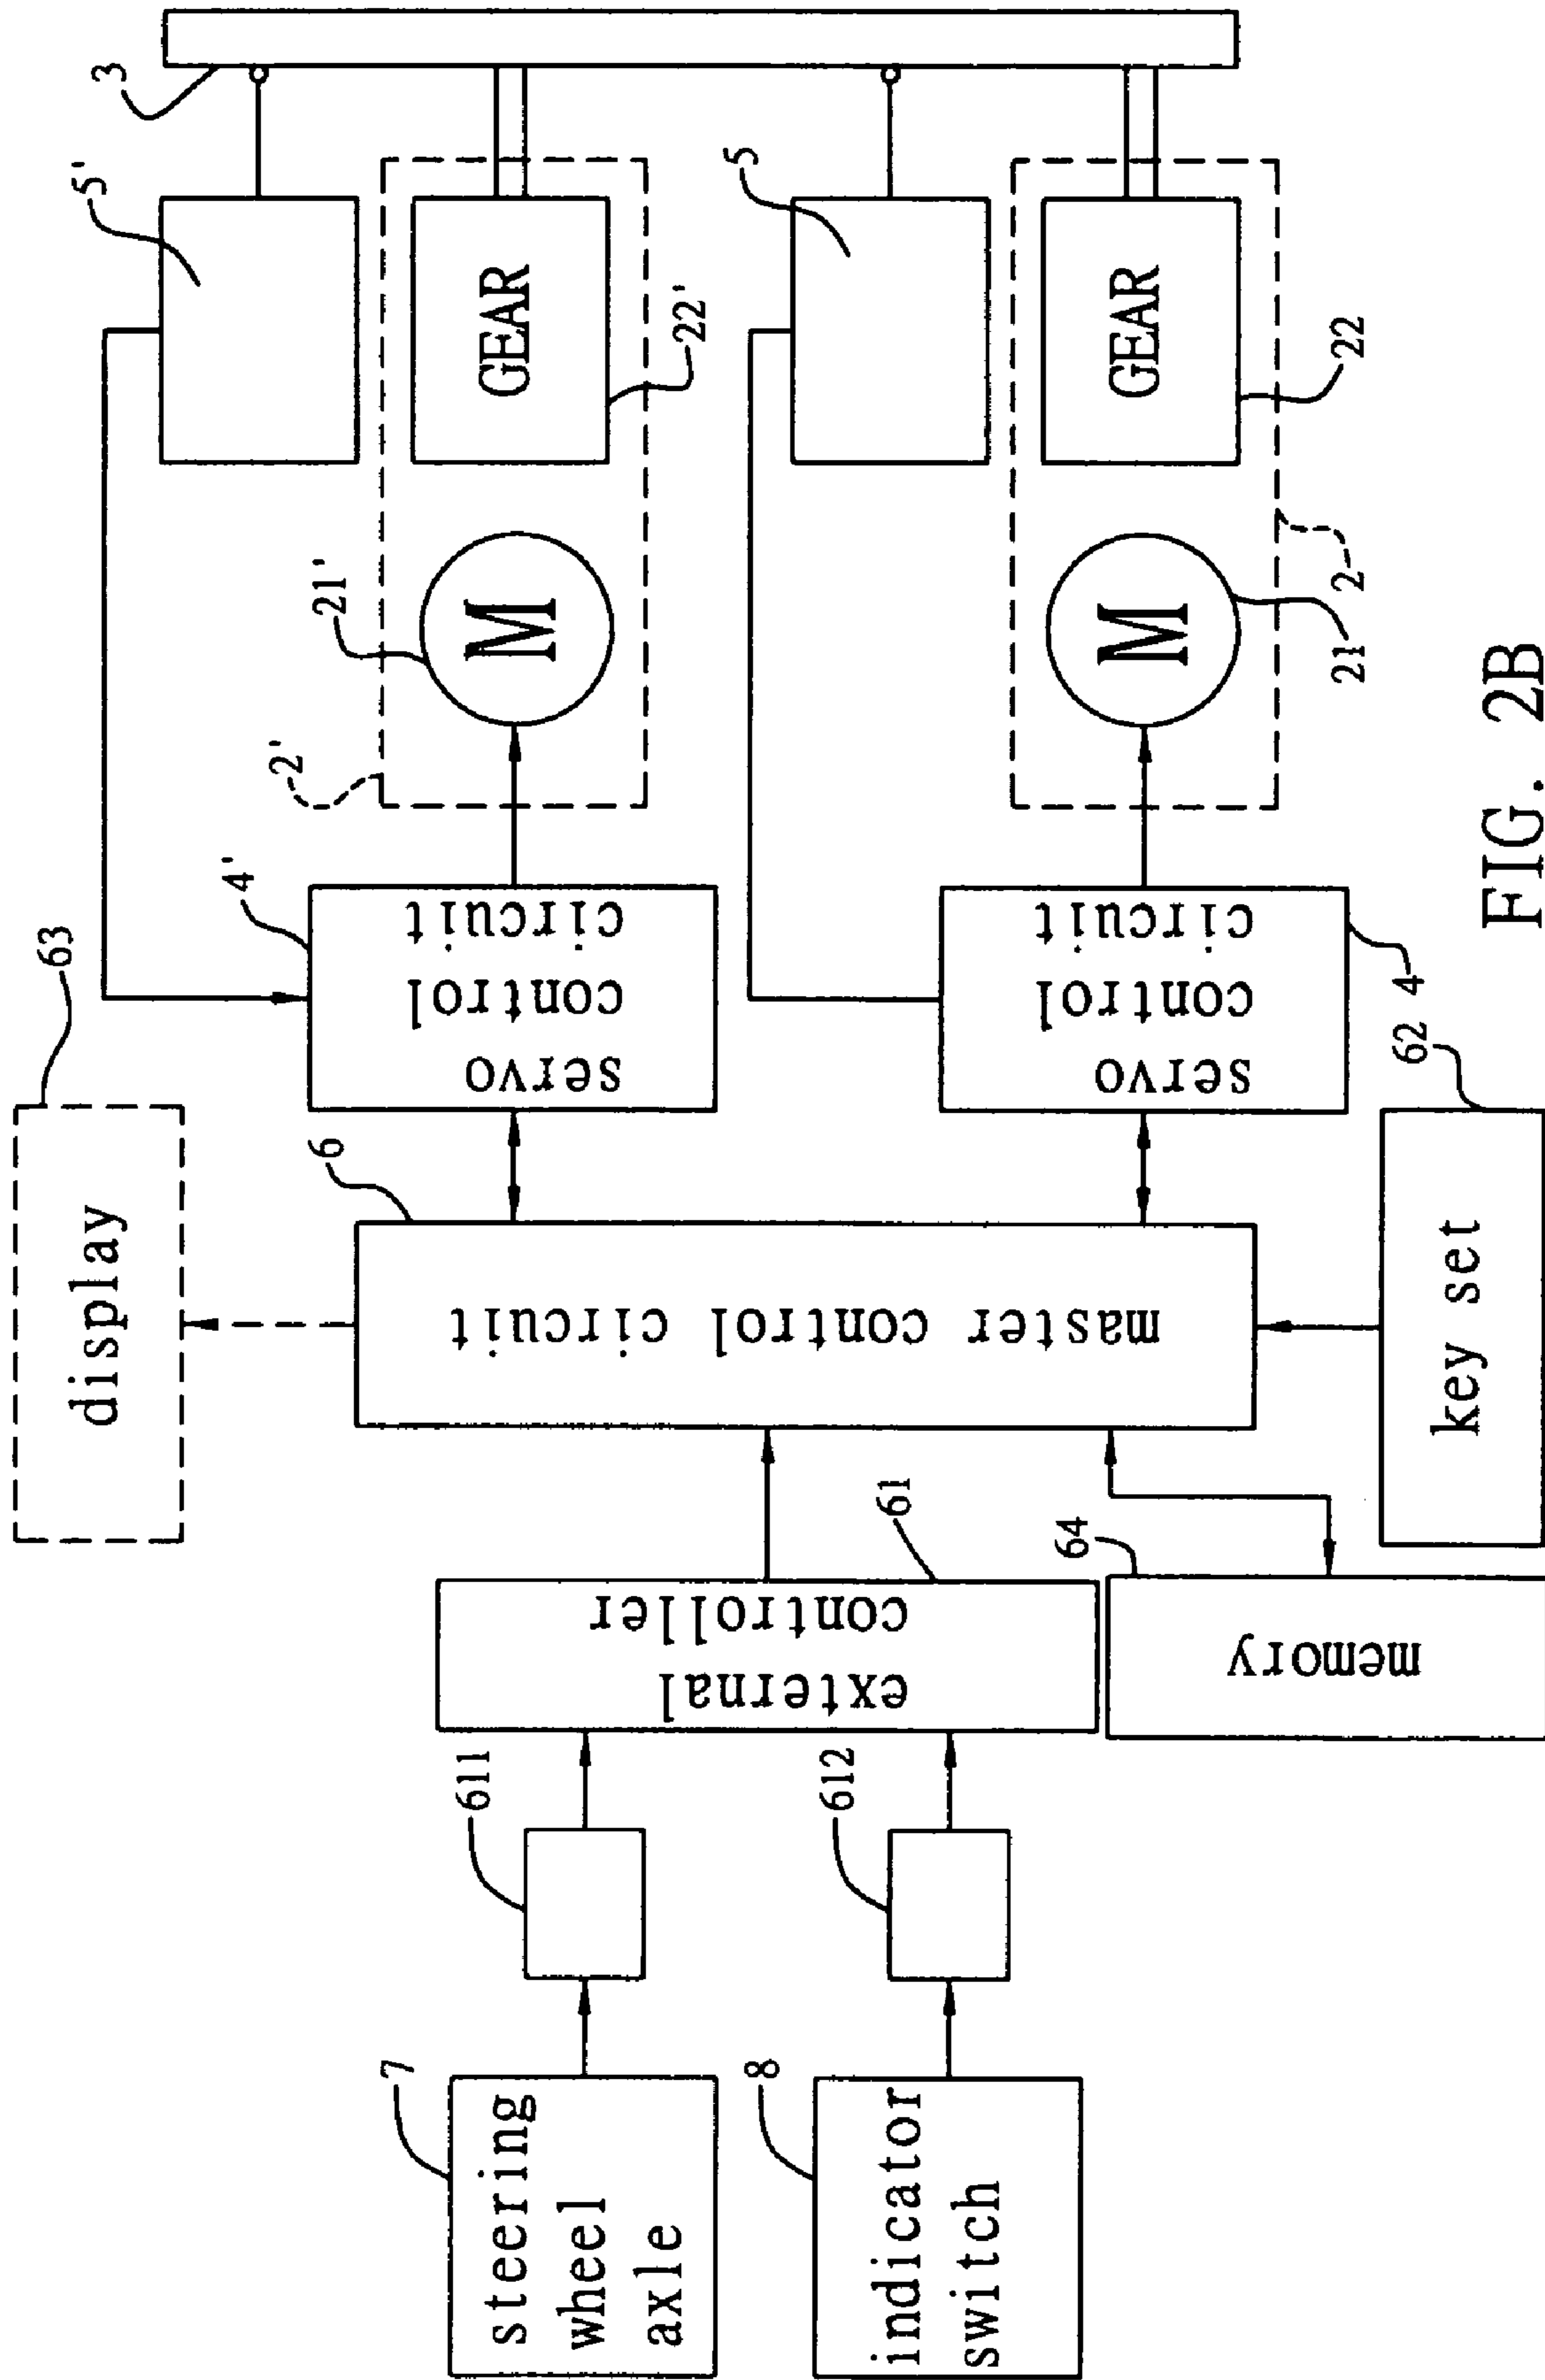 63
display
3
5'
4'
servo
control
circuit
2'
21'
M
GEAR
22'
7
steering
wheel
axle
611
external
controller
61
6
master control circuit
8
indicator
switch
612
5
servo
control
circuit
4
M
21
2
GEAR
22
64
memory
62
key set
FIG. 2B